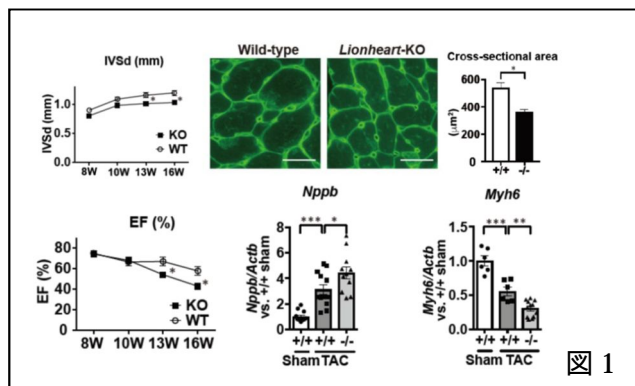 IVSd (mm)
IVSd (mm)
1.0
0.5
0.0
KO
WT
8W 10W 13W 16W
*
*
Wild-type
Lionheart-KO
Cross-sectional area
(μm²)
600
400
200
0
*
+/+ -/-
EF (%)
EF (%)
80
60
40
20
0
KO
WT
8W 10W 13W 16W
*
*
Nppb
Nppb/Actb
vs. +/+ sham
8
6
4
2
0
*** *
+/+ +/+ -/-
Sham TAC
Myh6
Myh6/Actb
vs. +/+ sham
1.5
1.0
0.5
0.0
*** **
+/+ +/+ -/-
Sham TAC
図 1